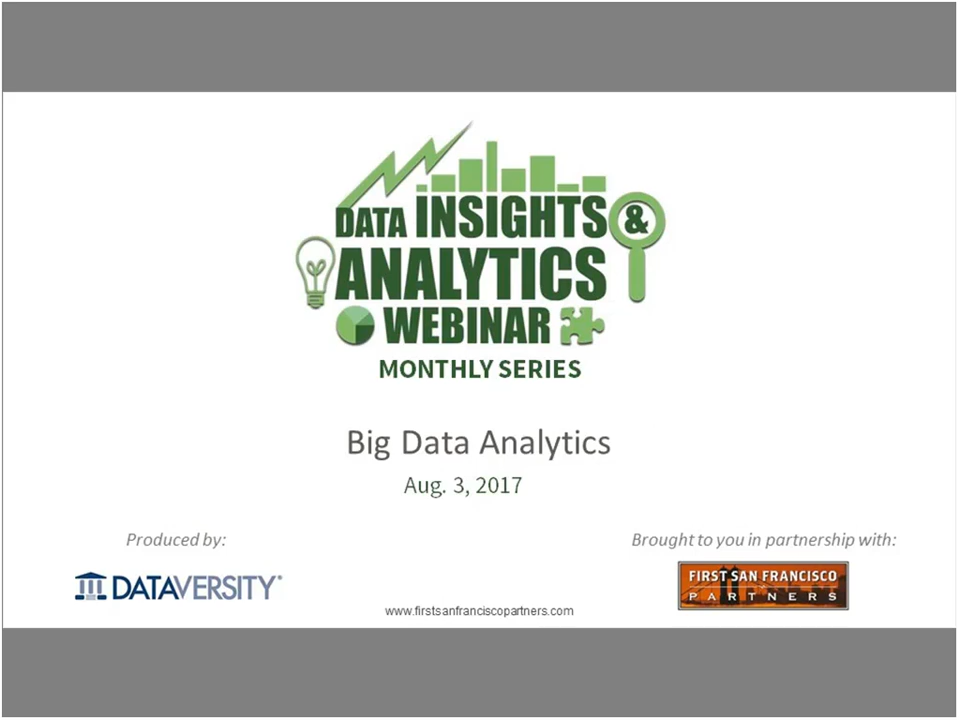 DATA INSIGHTS &
ANALYTICS
WEBINAR
MONTHLY SERIES
Big Data Analytics
Aug. 3, 2017
Produced by:
Brought to you in partnership with:
DATAVERSITY®
FIRST SAN FRANCISCO
PARTNERS
www.firstsanfranciscopartners.com